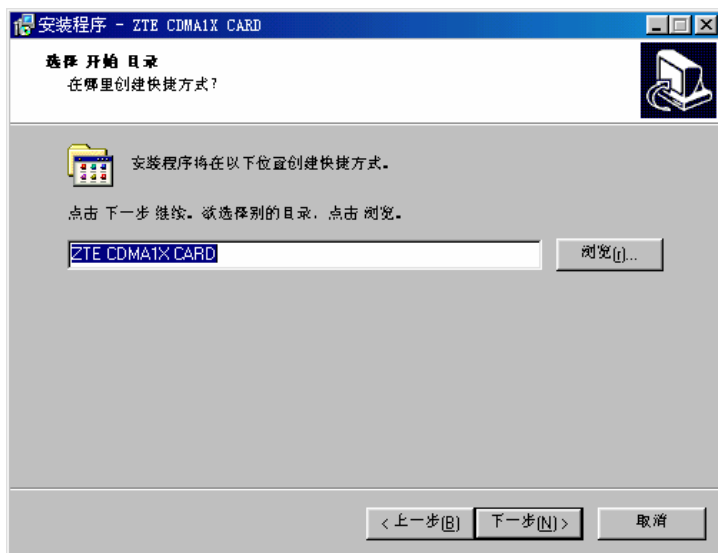 安装程序 - ZTE CDMA1X CARD
选择 开始 目录
在哪里创建快捷方式?
安装程序将在以下位置创建快捷方式。
点击 下一步 继续。欲选择别的目录，点击 浏览。
ZTE CDMA1X CARD
浏览(r)...
< 上一步(B)
下一步(N) >
取消